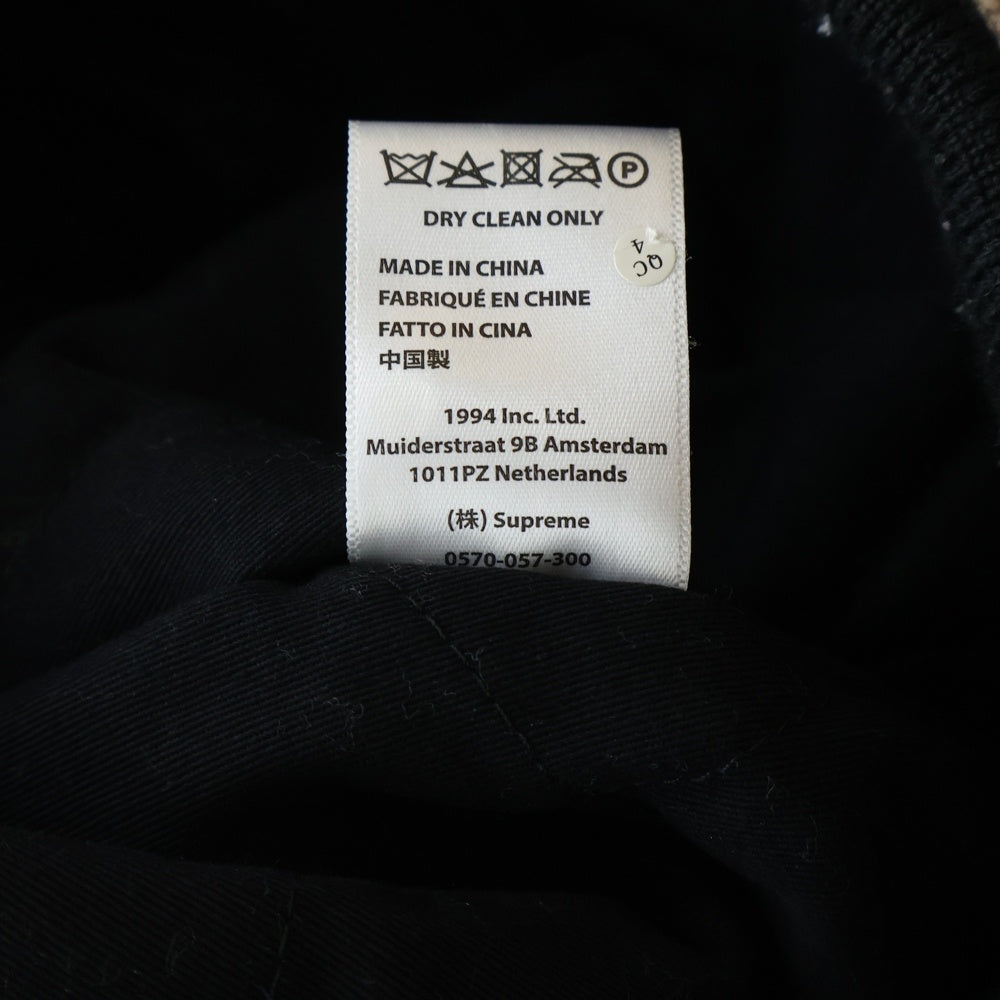 P
DRY CLEAN ONLY
QC
4
MADE IN CHINA
FABRIQUÉ EN CHINE
FATTO IN CINA
中国製
1994 Inc. Ltd.
Muiderstraat 9B Amsterdam
1011PZ Netherlands
(株) Supreme
0570-057-300